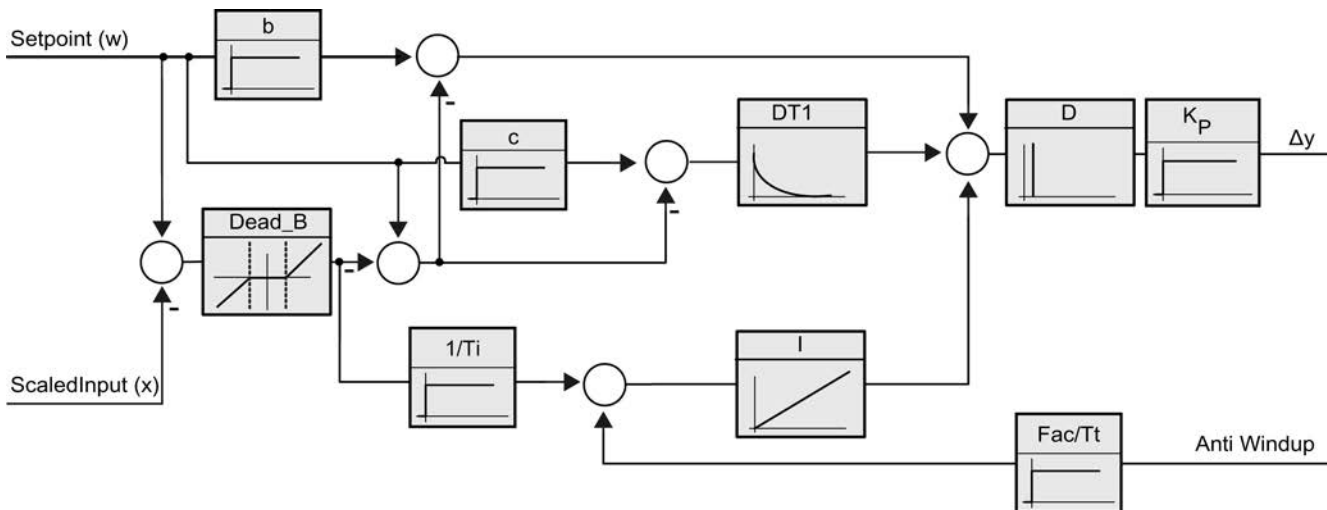 Setpoint (w)
b
c
DT1
D
K_P
Δy
Dead_B
ScaledInput (x)
1/Ti
I
Fac/Tt
Anti Windup
-
-
-
-